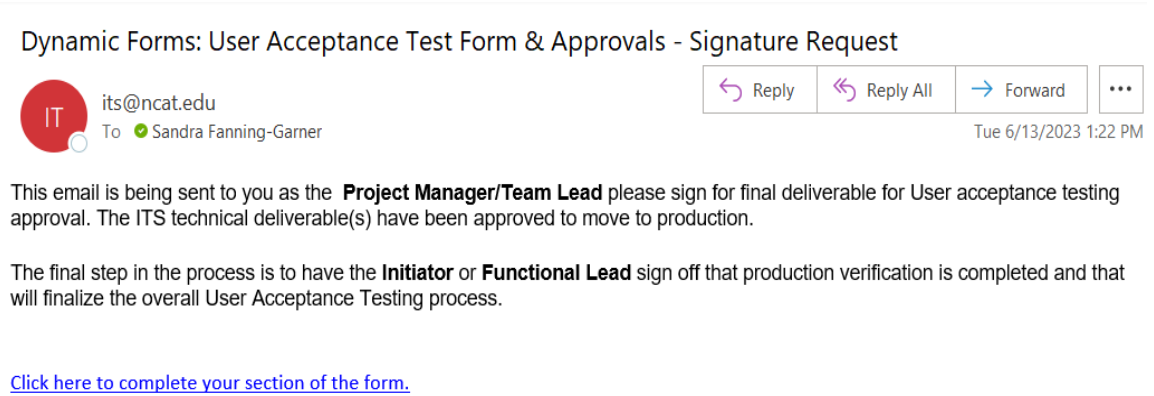 Dynamic Forms: User Acceptance Test Form & Approvals - Signature Request
IT
its@ncat.edu
To Sandra Fanning-Garner
Reply
Reply All
Forward
Tue 6/13/2023 1:22 PM
This email is being sent to you as the Project Manager/Team Lead please sign for final deliverable for User acceptance testing
approval. The ITS technical deliverable(s) have been approved to move to production.
The final step in the process is to have the Initiator or Functional Lead sign off that production verification is completed and that
will finalize the overall User Acceptance Testing process.
Click here to complete your section of the form.